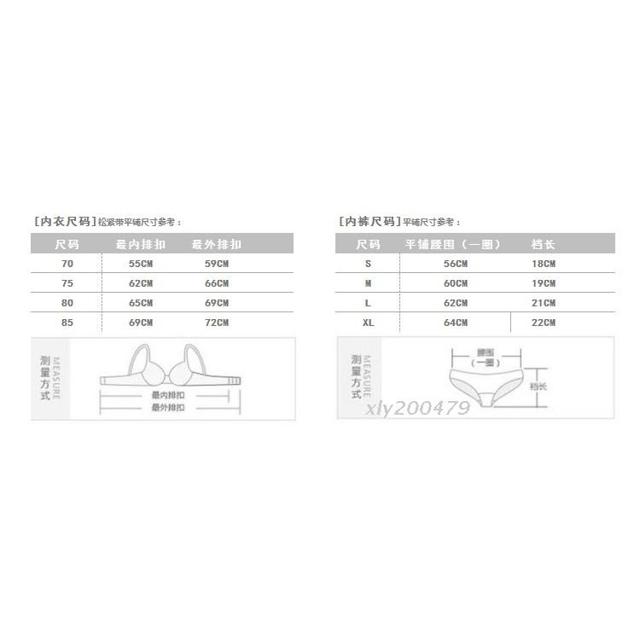 [内衣尺码]松紧带平铺尺寸参考：
尺码 最内排扣 最外排扣
70 55CM 59CM
75 62CM 66CM
80 65CM 69CM
85 69CM 72CM
测量方式 MEASURE
最内排扣
最外排扣
[内裤尺码]平铺尺寸参考：
尺码 平铺腰围（一圈） 裆长
S 56CM 18CM
M 60CM 19CM
L 62CM 21CM
XL 64CM 22CM
测量方式 MEASURE
腰围
（一圈）
裆长
xly200479